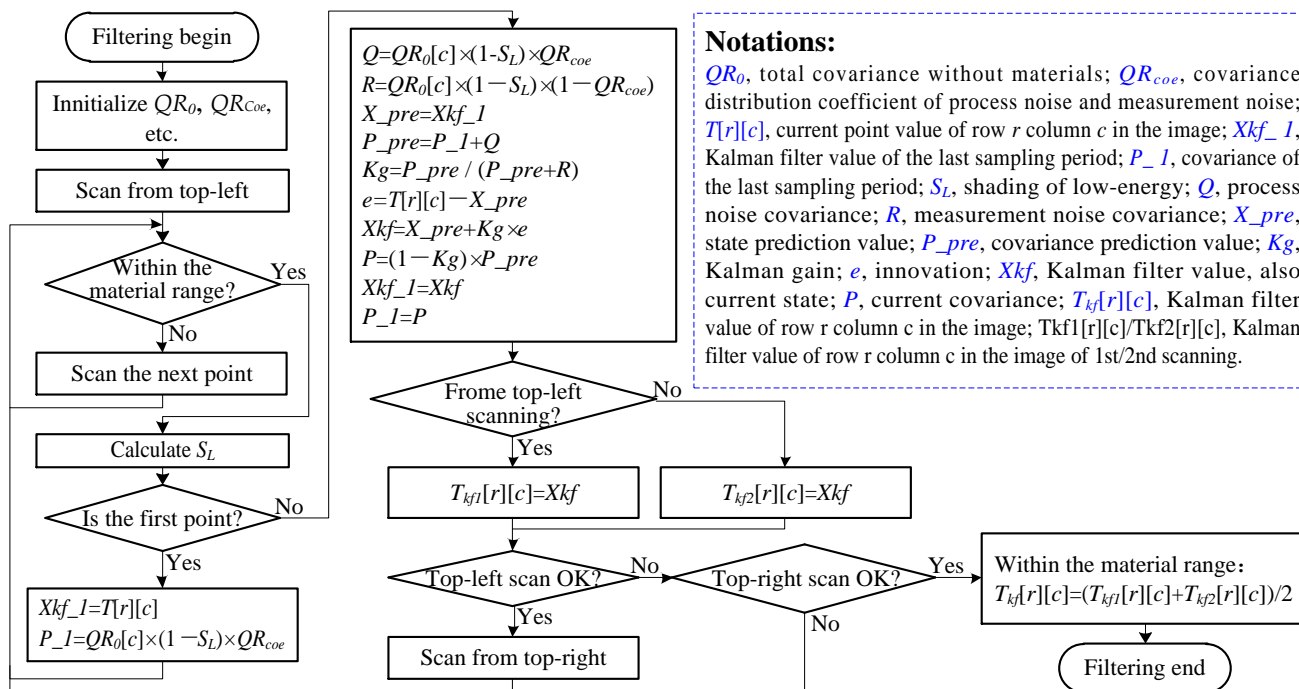 Filtering begin
Innitialize QR0, QRCoe,
etc.
Scan from top-left
Within the
material range?
Yes
No
Scan the next point
Calculate SL
Is the first point?
No
Yes
Xkf_1=T[r][c]
P_1=QR0[c]×(1－SL)×QRcoe
Q=QR0[c]×(1-SL)×QRcoe
R=QR0[c]×(1－SL)×(1－QRcoe)
X_pre=Xkf_1
P_pre=P_1+Q
Kg=P_pre / (P_pre+R)
e=T[r][c]－X_pre
Xkf=X_pre+Kg×e
P=(1－Kg)×P_pre
Xkf_1=Xkf
P_1=P
Frome top-left
scanning?
No
Yes
Tkf1[r][c]=Xkf
Tkf2[r][c]=Xkf
Top-left scan OK?
No
Yes
Top-right scan OK?
Yes
No
Scan from top-right
Within the material range：
Tkf[r][c]=(Tkf1[r][c]+Tkf2[r][c])/2
Filtering end
Notations:
QR0, total covariance without materials; QRcoe, covariance
distribution coefficient of process noise and measurement noise;
T[r][c], current point value of row r column c in the image; Xkf_ 1,
Kalman filter value of the last sampling period; P_ 1, covariance of
the last sampling period; SL, shading of low-energy; Q, process
noise covariance; R, measurement noise covariance; X_pre,
state prediction value; P_pre, covariance prediction value; Kg,
Kalman gain; e, innovation; Xkf, Kalman filter value, also
current state; P, current covariance; Tkf[r][c], Kalman filter
value of row r column c in the image; Tkf1[r][c]/Tkf2[r][c], Kalman
filter value of row r column c in the image of 1st/2nd scanning.